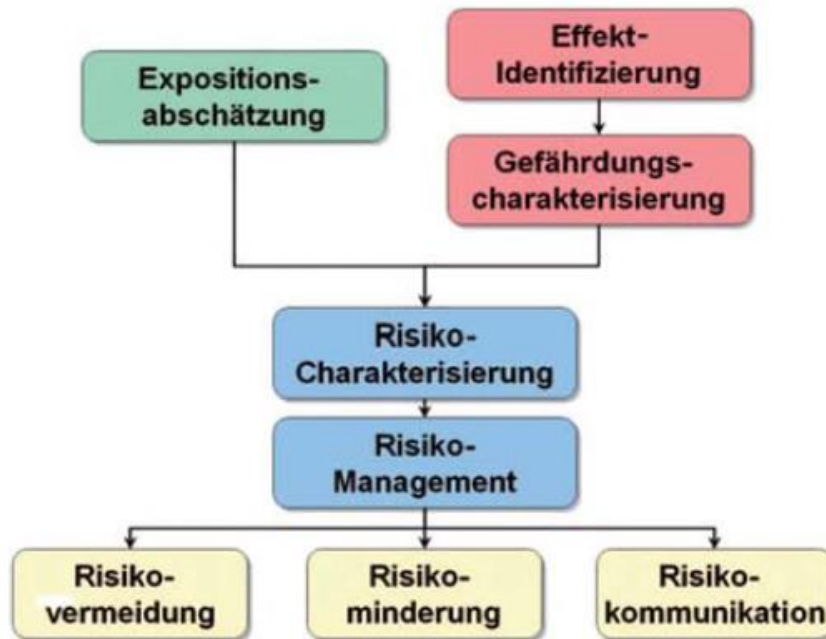 Effekt-
Identifizierung
Expositions-
abschätzung
Gefährdungs-
charakterisierung
Risiko-
Charakterisierung
Risiko-
Management
Risiko-
vermeidung
Risiko-
minderung
Risiko-
kommunikation